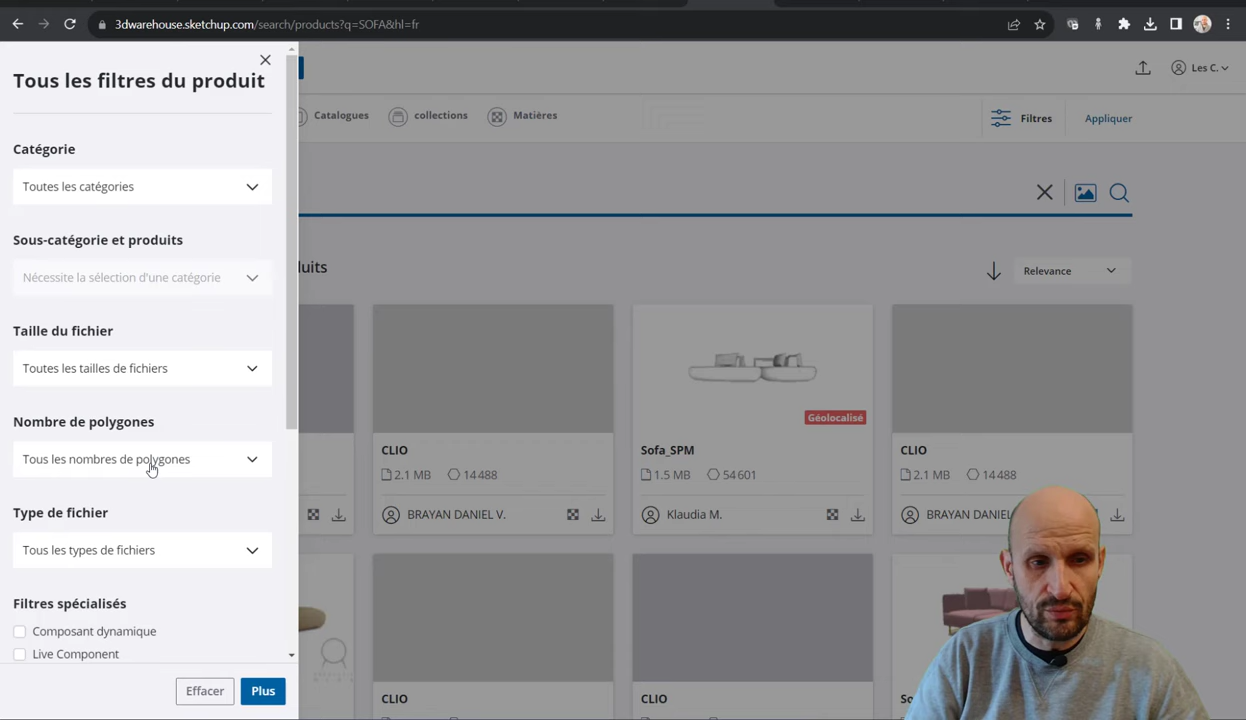 3dwarehouse.sketchup.com/search/products?q=SOFA&hl=fr
Tous les filtres du produit
Catégorie
Toutes les catégories
Sous-catégorie et produits
Nécessite la sélection d'une catégorie
Taille du fichier
Toutes les tailles de fichiers
Nombre de polygones
Tous les nombres de polygones
Type de fichier
Tous les types de fichiers
Filtres spécialisés
Composant dynamique
Live Component
Effacer
Plus
Les C.
Catalogues
collections
Matières
Filtres
Appliquer
duits
Relevance
CLIO
2.1 MB
14 488
BRAYAN DANIEL V.
Géolocalisé
Sofa_SPM
1.5 MB
54 601
Klaudia M.
CLIO
2.1 MB
14 488
BRAYAN DANIEL
CLIO
CLIO